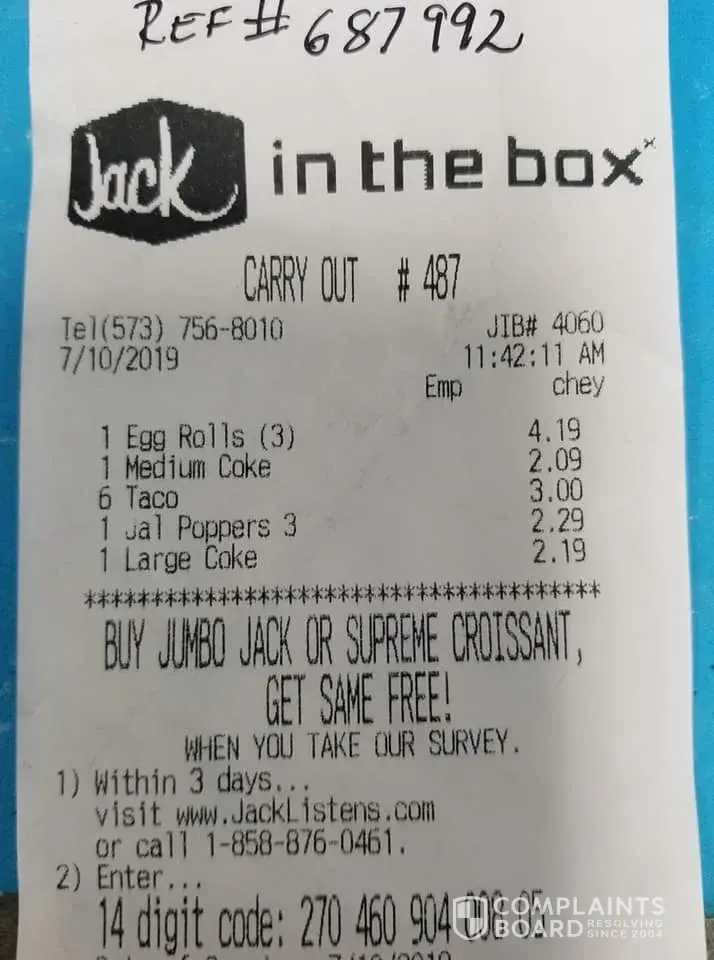 REF# 687992
Jack in the box
CARRY OUT # 487
Tel(573) 756-8010 JIB# 4060
7/10/2019 11:42:11 AM
Emp chey
1 Egg Rolls (3) 4.19
1 Medium Coke 2.09
6 Taco 3.00
1 Jal Poppers 3 2.29
1 Large Coke 2.19
***************************************
BUY JUMBO JACK OR SUPREME CROISSANT,
GET SAME FREE!
WHEN YOU TAKE OUR SURVEY.
1) Within 3 days...
visit www.JackListens.com
or call 1-858-876-0461.
2) Enter...
14 digit code: 270 460 904
COMPLAINTS
BOARD RESOLVING
SINCE 2004
7/10/2019